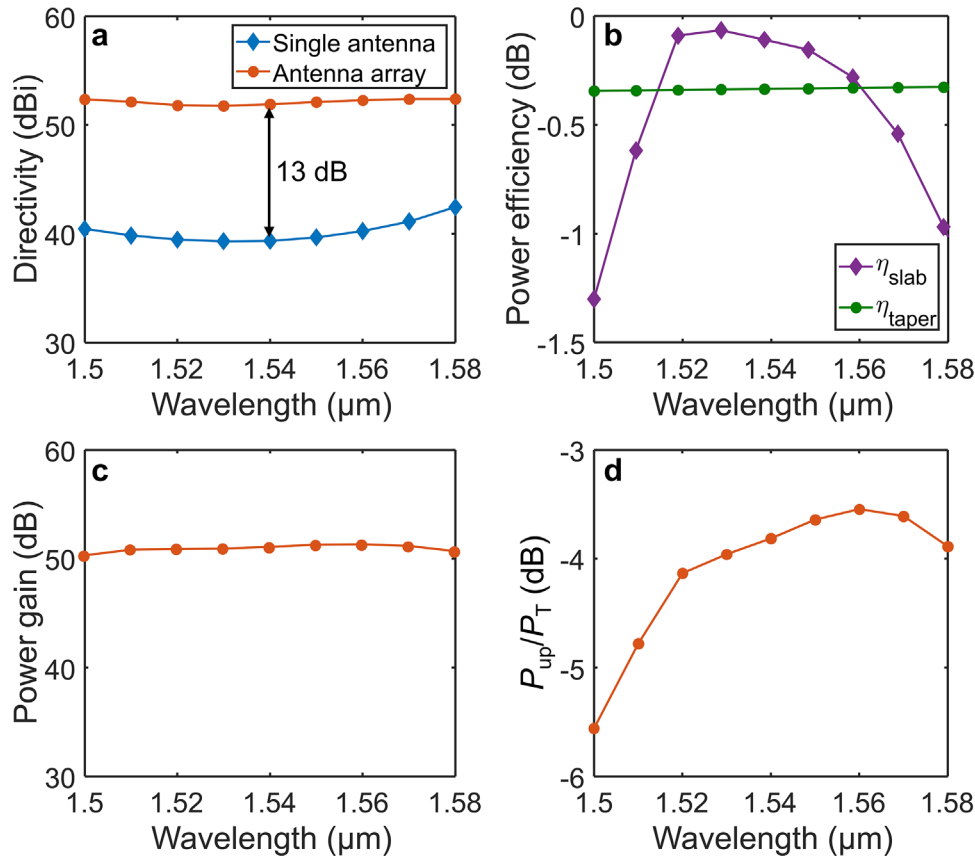 a
Single antenna
Antenna array
13 dB
60
50
40
30
Directivity (dBi)
1.5
1.52
1.54
1.56
1.58
Wavelength (μm)
b
0
-0.5
-1
-1.5
Power efficiency (dB)
η_slab
η_taper
1.5
1.52
1.54
1.56
1.58
Wavelength (μm)
c
60
50
40
30
Power gain (dB)
1.5
1.52
1.54
1.56
1.58
Wavelength (μm)
d
-3
-4
-5
-6
P_up/P_T (dB)
1.5
1.52
1.54
1.56
1.58
Wavelength (μm)